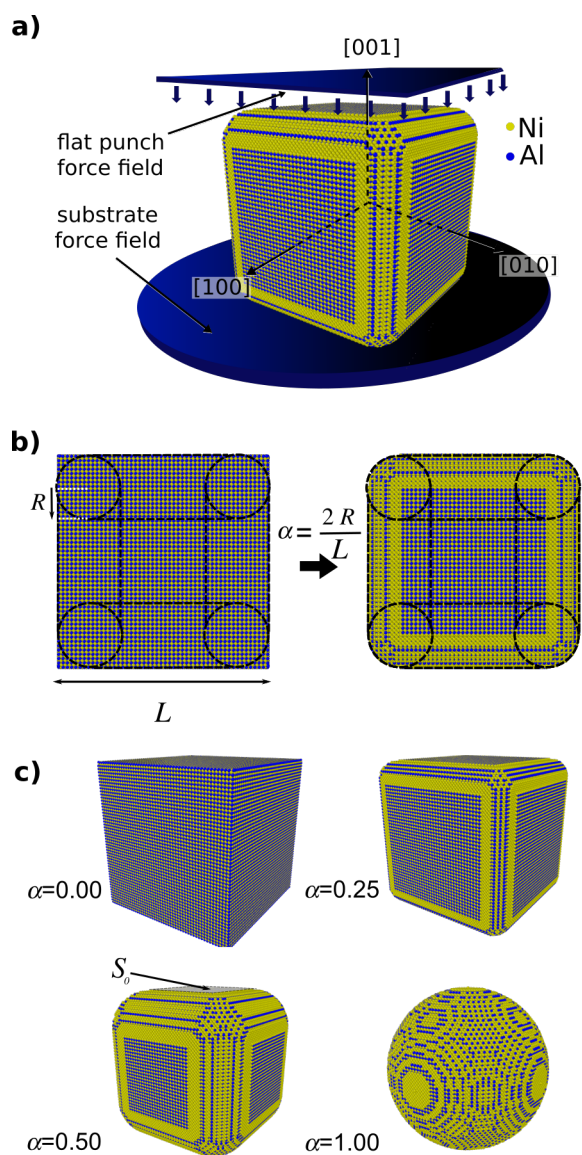 a)
[001]
flat punch
force field
Ni
Al
substrate
force field
[100]
[010]
b)
R
α = 2 R / L
L
c)
α=0.00
α=0.25
S₀
α=0.50
α=1.00